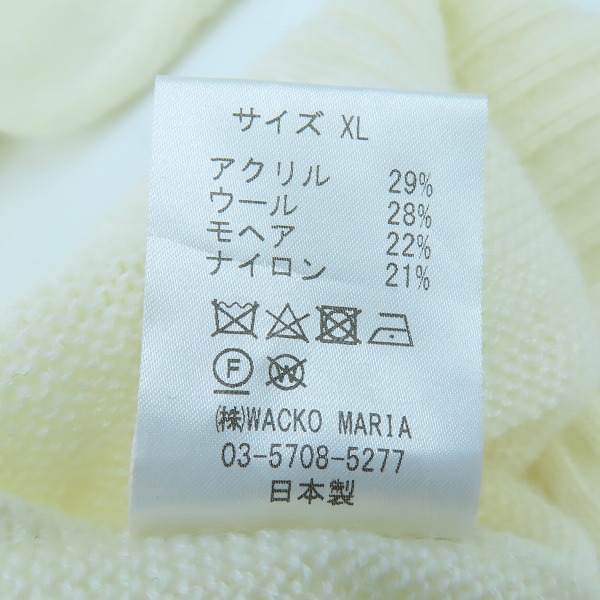 サイズ XL
アクリル 29%
ウール 28%
モヘア 22%
ナイロン 21%
F W
㈱WACKO MARIA
03-5708-5277
日本製